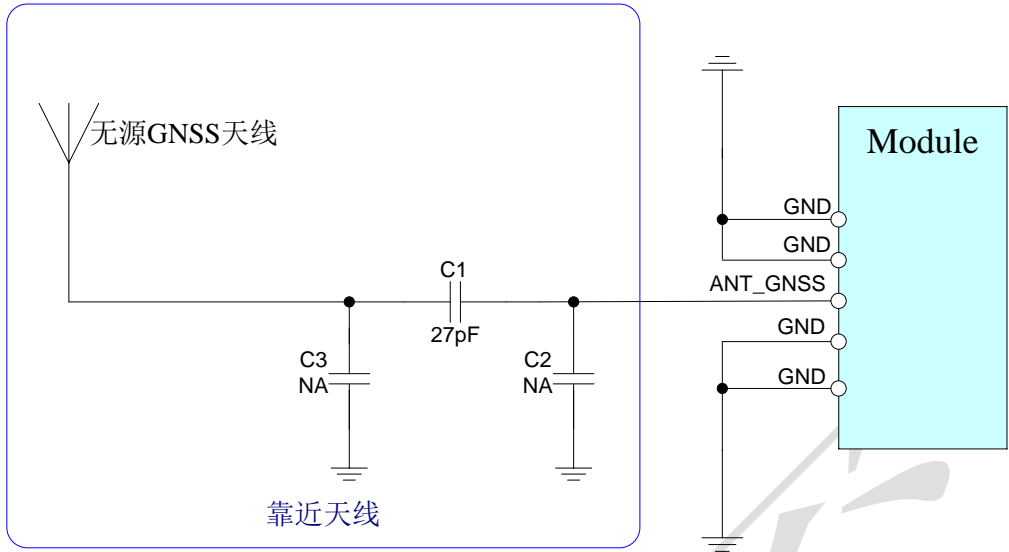 无源GNSS天线
Module
GND
GND
C1
ANT_GNSS
27pF
GND
C3
NA
C2
NA
GND
靠近天线